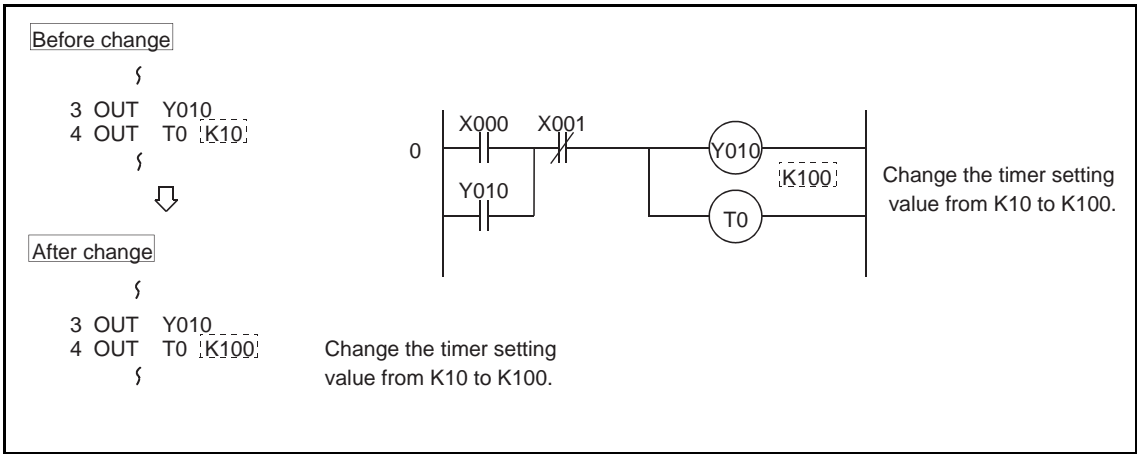 Before change
3 OUT Y010
4 OUT T0 K10
After change
3 OUT Y010
4 OUT T0 K100
Change the timer setting
value from K10 to K100.
0
X000 X001
Y010
Y010
K100
T0
Change the timer setting
value from K10 to K100.